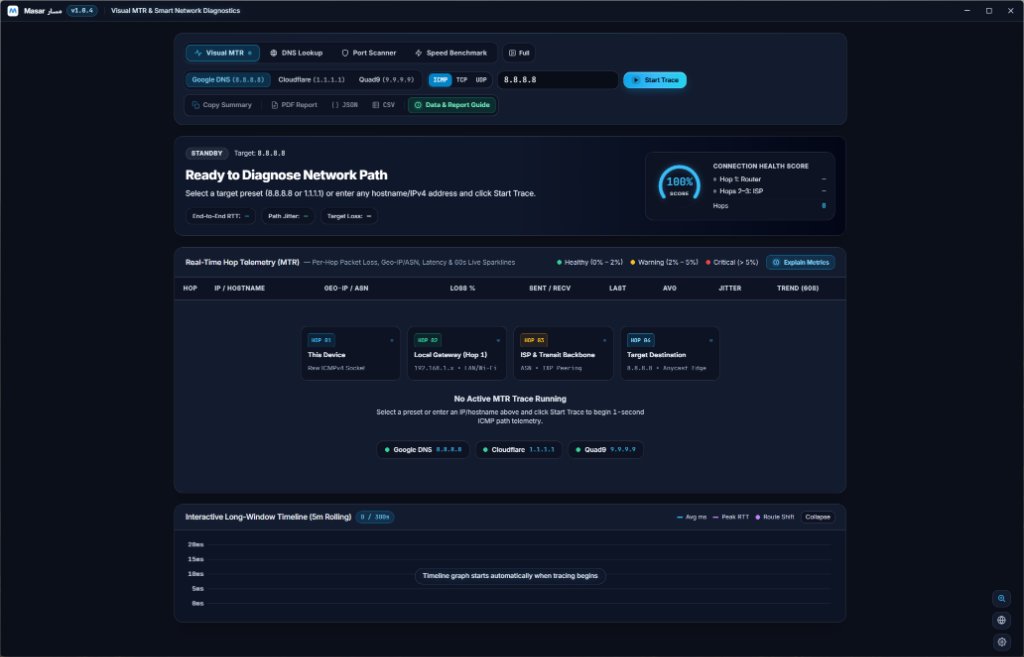 Masar مسار v1.0.4 Visual MTR & Smart Network Diagnostics
Visual MTR DNS Lookup Port Scanner Speed Benchmark Full
Google DNS (8.8.8.8) Cloudflare (1.1.1.1) Quad9 (9.9.9.9) ICMP TCP UDP 8.8.8.8 Start Trace
Copy Summary PDF Report JSON CSV Data & Report Guide
STANDBY Target: 8.8.8.8
Ready to Diagnose Network Path
Select a target preset (8.8.8.8 or 1.1.1.1) or enter any hostname/IPv4 address and click Start Trace.
End-to-End RTT: — Path Jitter: — Target Loss: —
100%
SCORE
CONNECTION HEALTH SCORE
Hop 1: Router —
Hops 2–3: ISP —
Hops 0
Real-Time Hop Telemetry (MTR) — Per-Hop Packet Loss, Geo-IP/ASN, Latency & 60s Live Sparklines
Healthy (0% – 2%) Warning (2% – 5%) Critical (> 5%) Explain Metrics
HOP IP / HOSTNAME GEO-IP / ASN LOSS % SENT / RECV LAST AVG JITTER TREND (60S)
HOP 01
This Device
Raw ICMPv4 Socket
HOP 02
Local Gateway (Hop 1)
192.168.1.x • LAN/Wi-Fi
HOP 03
ISP & Transit Backbone
ASN • IXP Peering
HOP 04
Target Destination
8.8.8.8 • Anycast Edge
No Active MTR Trace Running
Select a preset or enter an IP/hostname above and click Start Trace to begin 1-second
ICMP path telemetry.
Google DNS 8.8.8.8 Cloudflare 1.1.1.1 Quad9 9.9.9.9
Interactive Long-Window Timeline (5m Rolling) 0 / 300s
Avg ms Peak RTT Route Shift Collapse
20ms
15ms
10ms
5ms
0ms
Timeline graph starts automatically when tracing begins